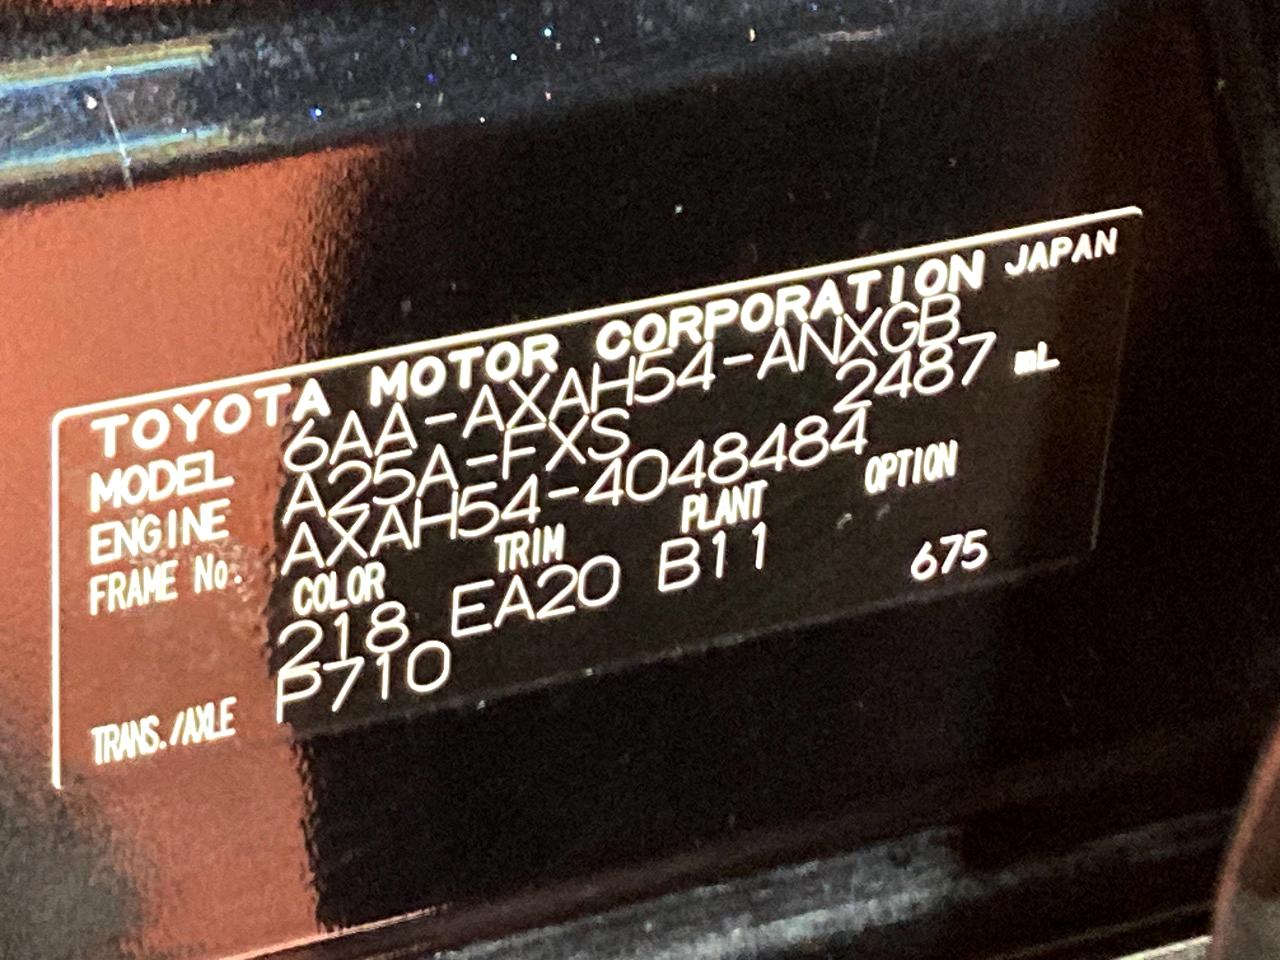 TOYOTA MOTOR CORPORATION JAPAN
MODEL 6AA-AXAH54-ANXGB
ENGINE A25A-FXS 2487 mL
FRAME No. AXAH54-4048484
COLOR TRIM PLANT OPTION
218 EA20 B11 675
TRANS./AXLE P710